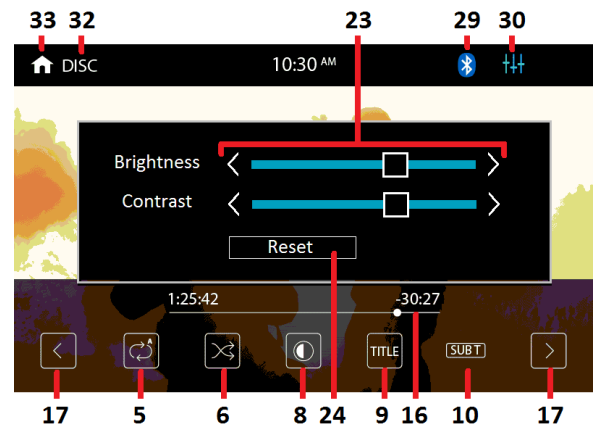 33 32 23 29 30
DISC 10:30 AM
Brightness
Contrast
Reset
1:25:42 -30:27
A
TITLE SUBT
17 5 6 8 24 9 16 10 17